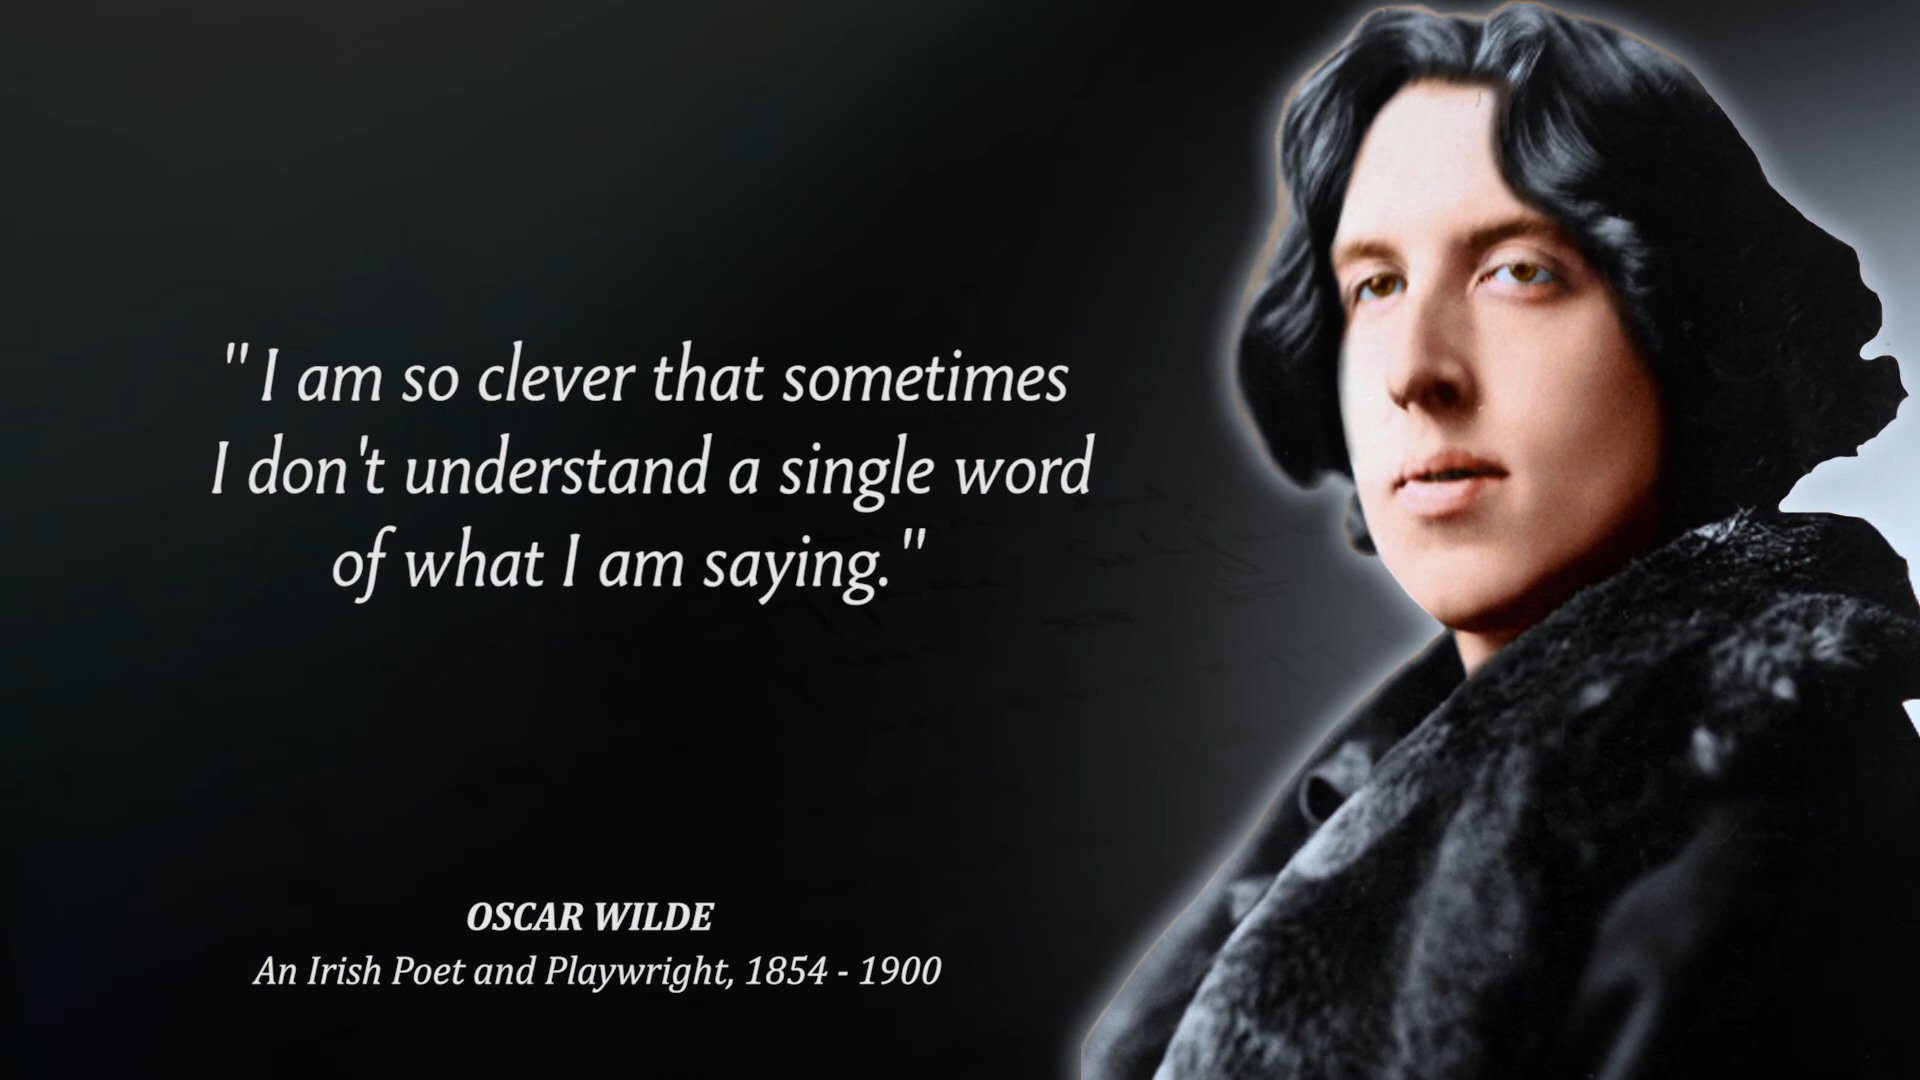 " I am so clever that sometimes
I don't understand a single word
of what I am saying. "
OSCAR WILDE
An Irish Poet and Playwright, 1854 - 1900